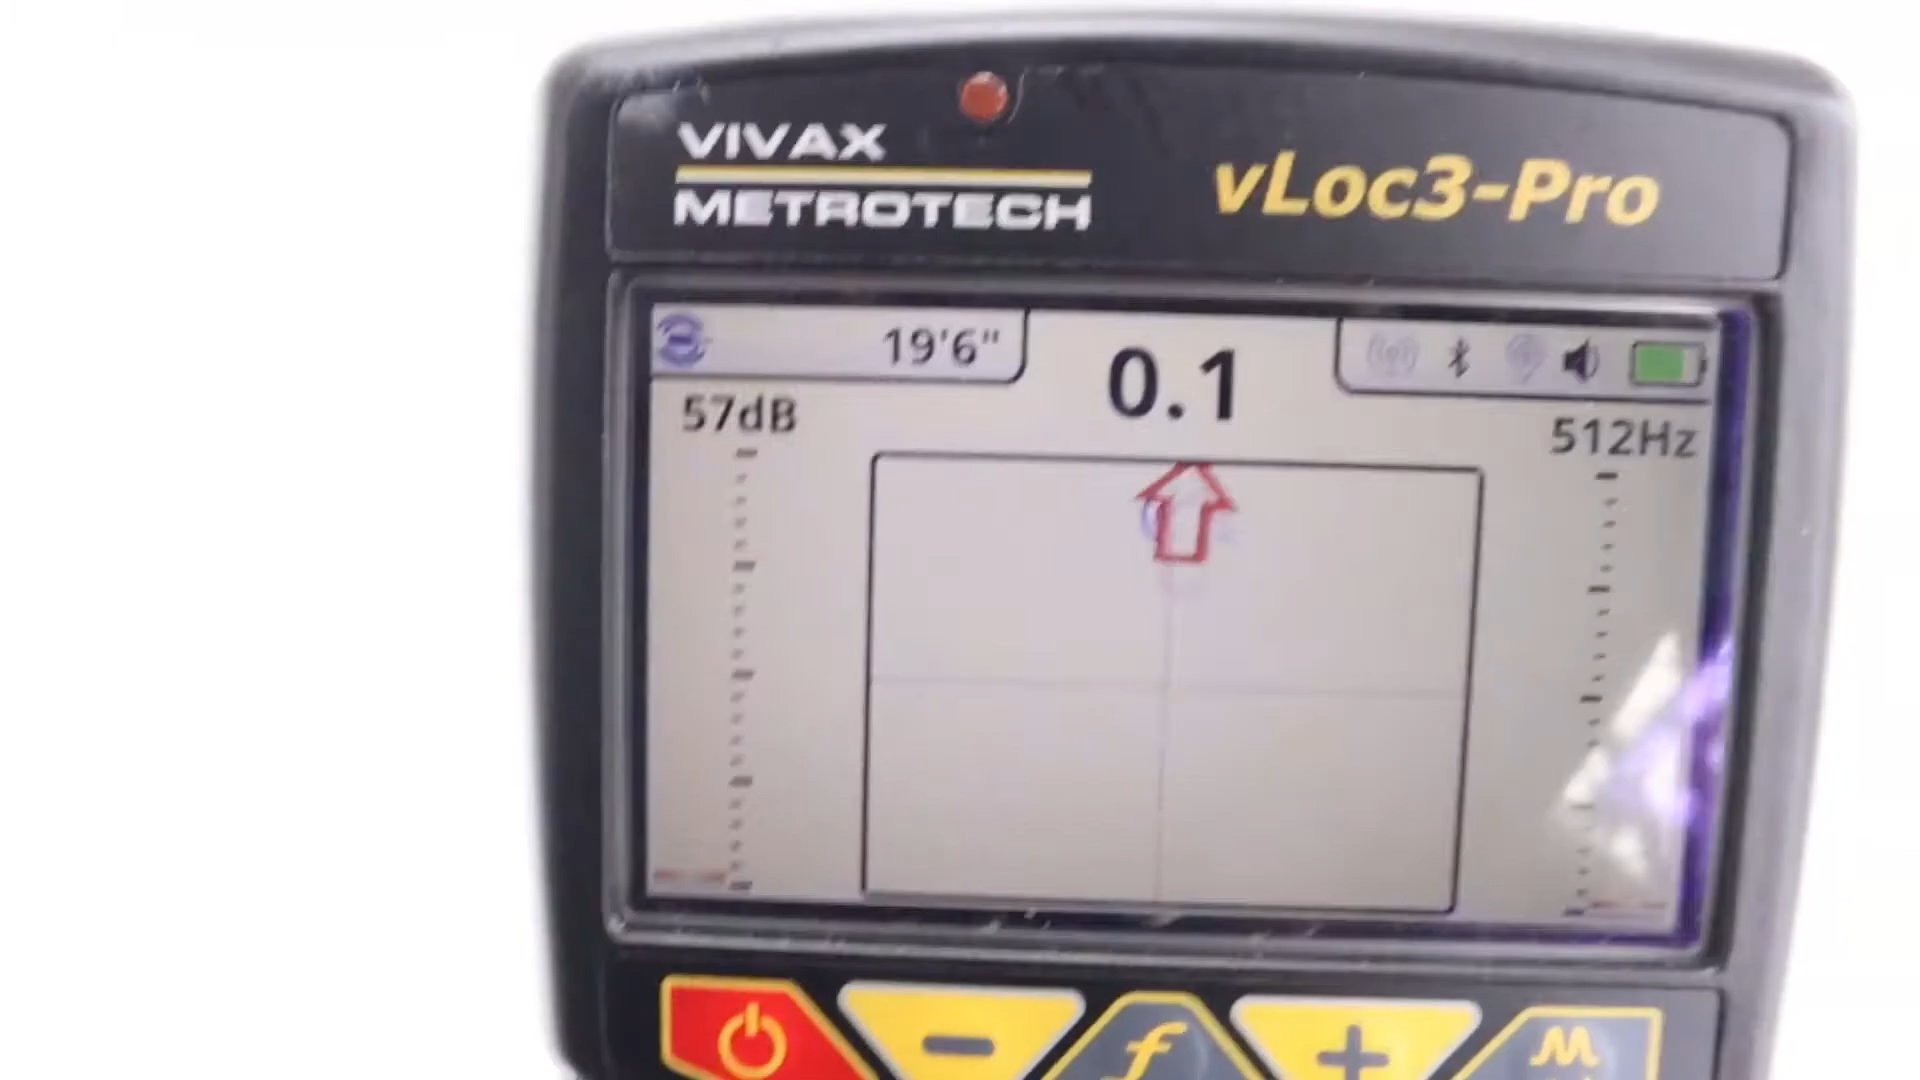 VIVAX
METROTECH
vLoc3-Pro
19'6"
0.1
57dB
512Hz
f
M